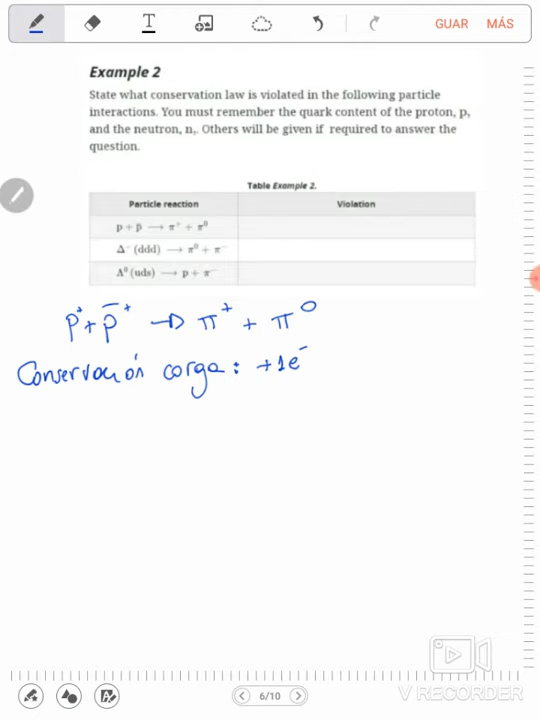 T
GUAR MÁS
Example 2
State what conservation law is violated in the following particle
interactions. You must remember the quark content of the proton, p,
and the neutron, n,. Others will be given if required to answer the
question.
Table Example 2.
Particle reaction Violation
p + p̄ ⟶ π⁺ + π⁰
Δ⁻ (ddd) ⟶ π⁰ + π⁻
Λ⁰ (uds) ⟶ p + π⁻
p⁺ + p̄⁺ → π⁺ + π⁰
Conservación carga: +1e⁻
6/10
V RECORDER